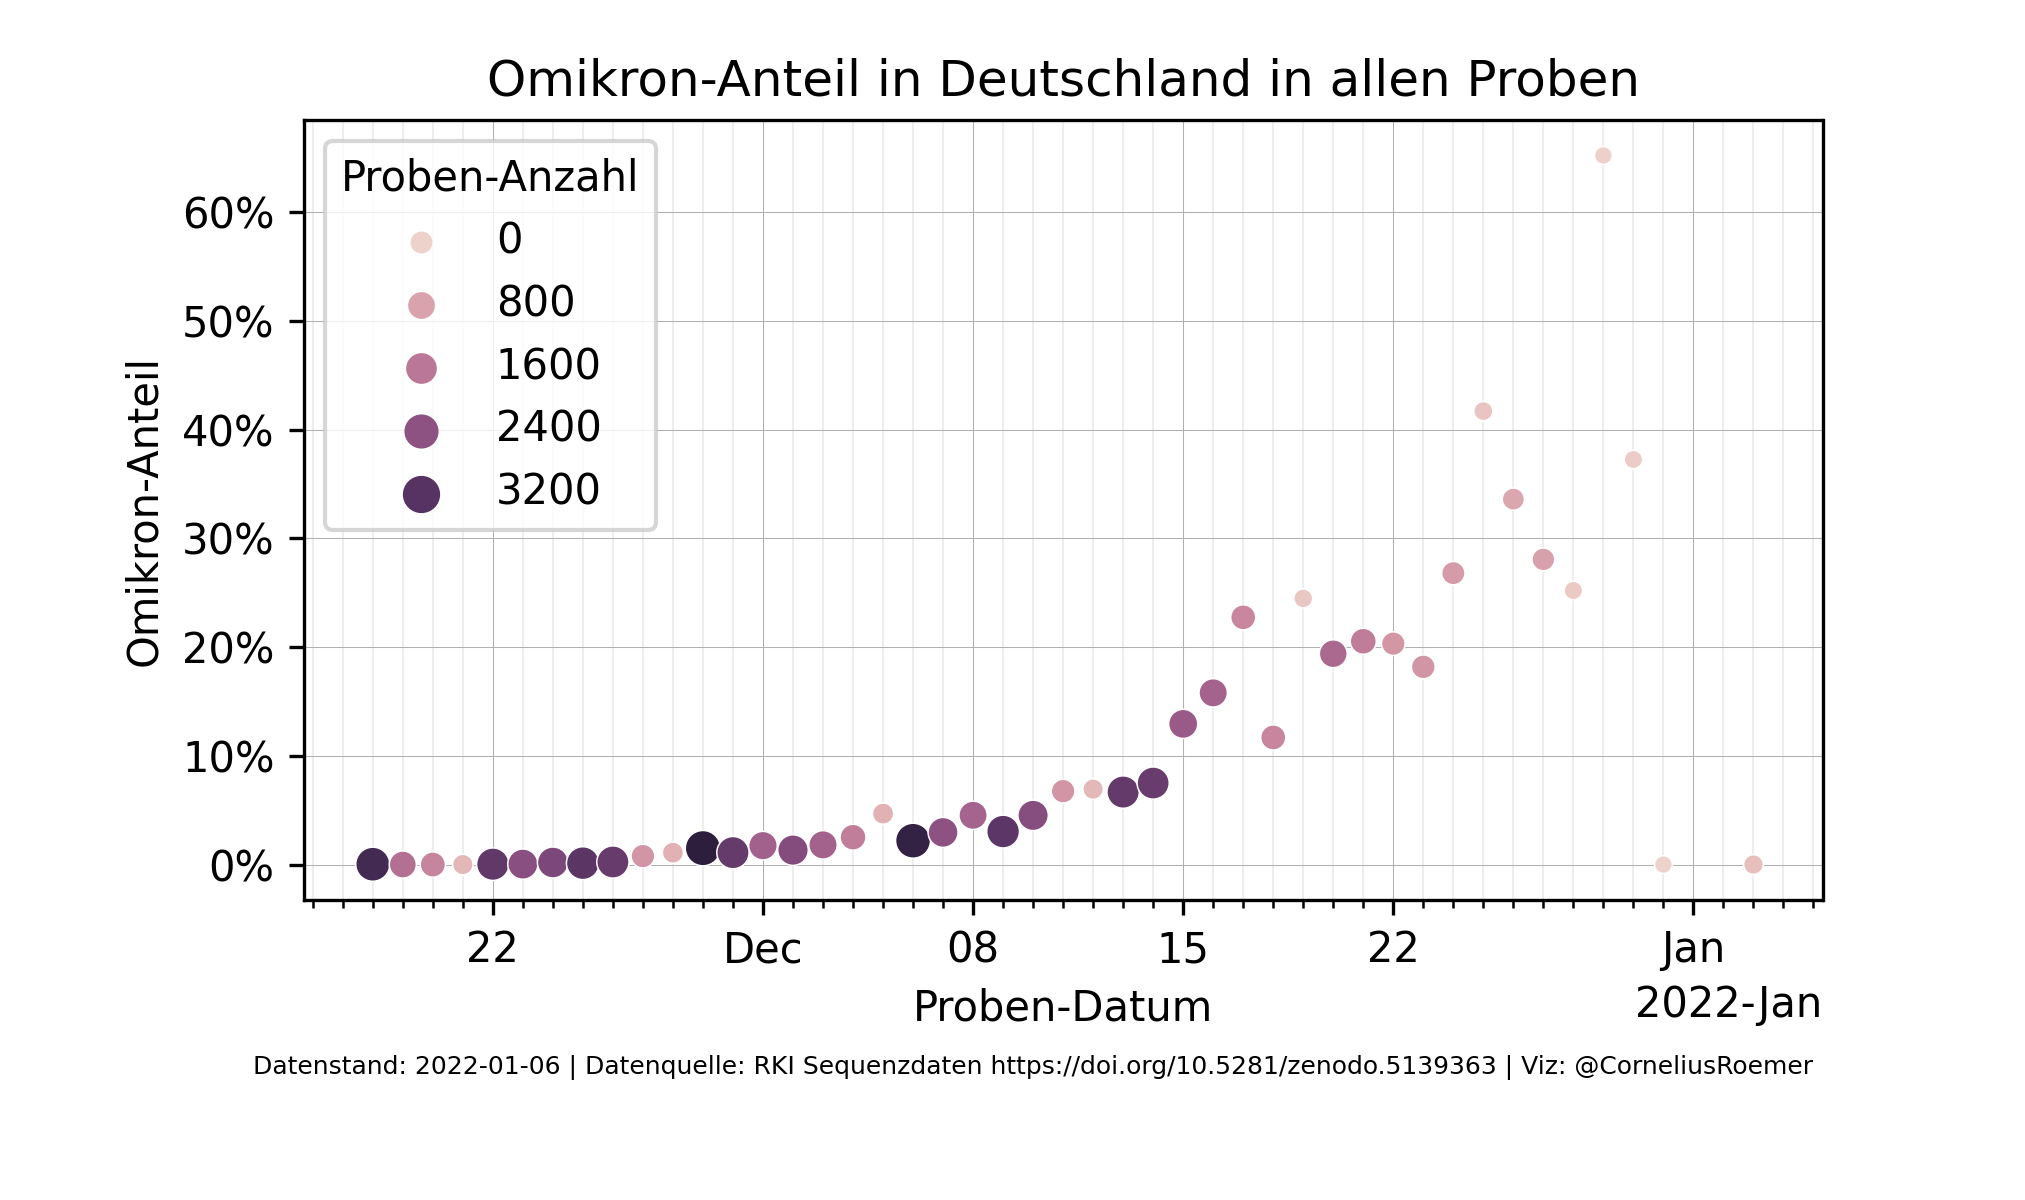 Omikron-Anteil in Deutschland in allen Proben
Proben-Anzahl
0
800
1600
2400
3200
60%
50%
40%
30%
20%
10%
0%
Omikron-Anteil
22
Dec
08
15
22
Jan
Proben-Datum
2022-Jan
Datenstand: 2022-01-06 | Datenquelle: RKI Sequenzdaten https://doi.org/10.5281/zenodo.5139363 | Viz: @CorneliusRoemer